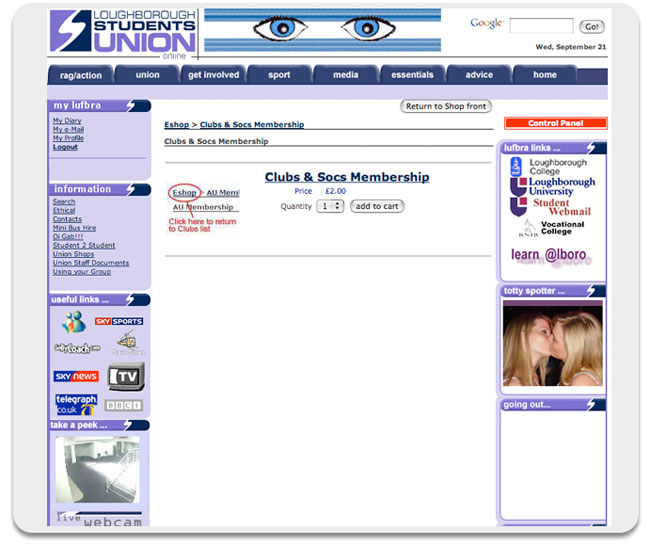 LOUGHBOROUGH
STUDENTS
UNION
online
Google
Go!
Wed, September 21
rag/action union get involved sport media essentials advice home
my lufbra
My Diary
My e-Mail
My Profile
Logout
information
Search
Ethical
Contacts
Mini Bus Hire
Oi Gab!!!
Student 2 Student
Union Shops
Union Staff Documents
Using your Group
useful links ...
sky SPORTS
GoByCoach.com
Train Times
sky news
TV
telegraph
co.uk
BBC1
take a peek ...
live webcam
Return to Shop front
Eshop > Clubs & Socs Membership
Clubs & Socs Membership
Clubs & Socs Membership
Price £2.00
Quantity 1 add to cart
Eshop > AU Meml
AU Membership
Click here to return
to Clubs list
Control Panel
lufbra links ...
Loughborough
College
Loughborough
University
Student
Webmail
RNIB
Vocational
College
learn @lboro
totty spotter ...
going out...